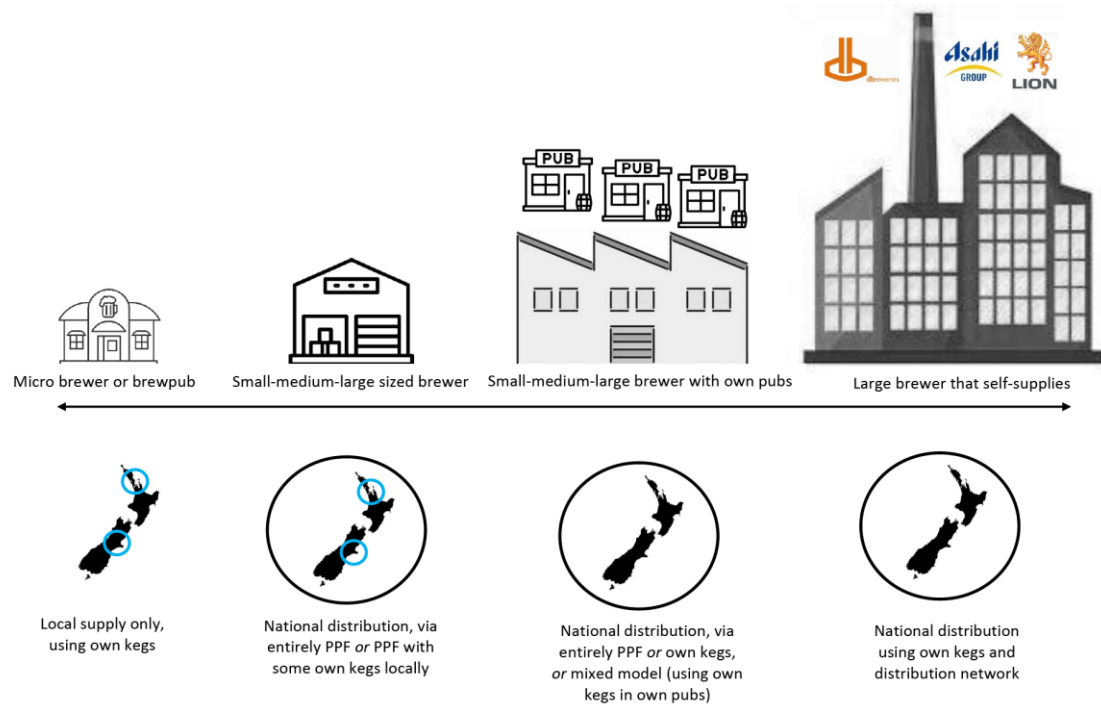 dbreweries
Asahi
GROUP
LION
PUB
PUB
PUB
Micro brewer or brewpub
Small-medium-large sized brewer
Small-medium-large brewer with own pubs
Large brewer that self-supplies
Local supply only,
using own kegs
National distribution, via
entirely PPF or PPF with
some own kegs locally
National distribution, via
entirely PPF or own kegs,
or mixed model (using own
kegs in own pubs)
National distribution
using own kegs and
distribution network